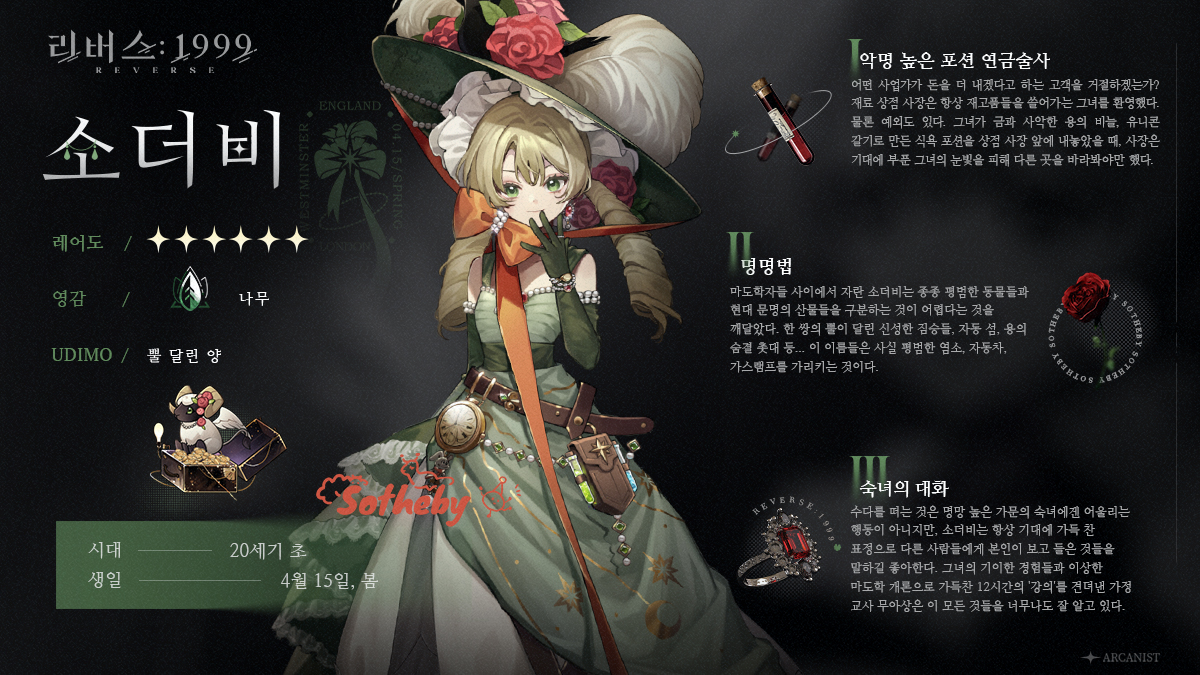 리버스:1999
REVERSE
소더비
레어도 /
영감 / 나무
UDIMO / 뿔 달린 양
시대 20세기 초
생일 4월 15일, 봄
ENGLAND
04.15/SPRING
LONDON
Sotheby
I
악명 높은 포션 연금술사
어떤 사업가가 돈을 더 내겠다고 하는 고객을 거절하겠는가?
재료 상점 사장은 항상 재고품들을 쓸어가는 그녀를 환영했다.
물론 예외도 있다. 그녀가 금과 사악한 용의 비늘, 유니콘
갈기로 만든 식욕 포션을 상점 사장 앞에 내놓았을 때, 사장은
기대에 부푼 그녀의 눈빛을 피해 다른 곳을 바라봐야만 했다.
II
명명법
마도학자들 사이에서 자란 소더비는 종종 평범한 동물들과
현대 문명의 산물들을 구분하는 것이 어렵다는 것을
깨달았다. 한 쌍의 뿔이 달린 신성한 짐승들, 자동 섬, 용의
숨결 촛대 등... 이 이름들은 사실 평범한 염소, 자동차,
가스램프를 가리키는 것이다.
SOTHEBY SOTHEBY SOTHEBY
III
숙녀의 대화
수다를 떠는 것은 명망 높은 가문의 숙녀에겐 어울리는
행동이 아니지만, 소더비는 항상 기대에 가득 찬
표정으로 다른 사람들에게 본인이 보고 들은 것들을
말하길 좋아한다. 그녀의 기이한 경험들과 이상한
마도학 개론으로 가득찬 12시간의 '강의'를 견뎌낸 가정
교사 무아상은 이 모든 것들을 너무나도 잘 알고 있다.
REVERSE:1999
ARCANIST